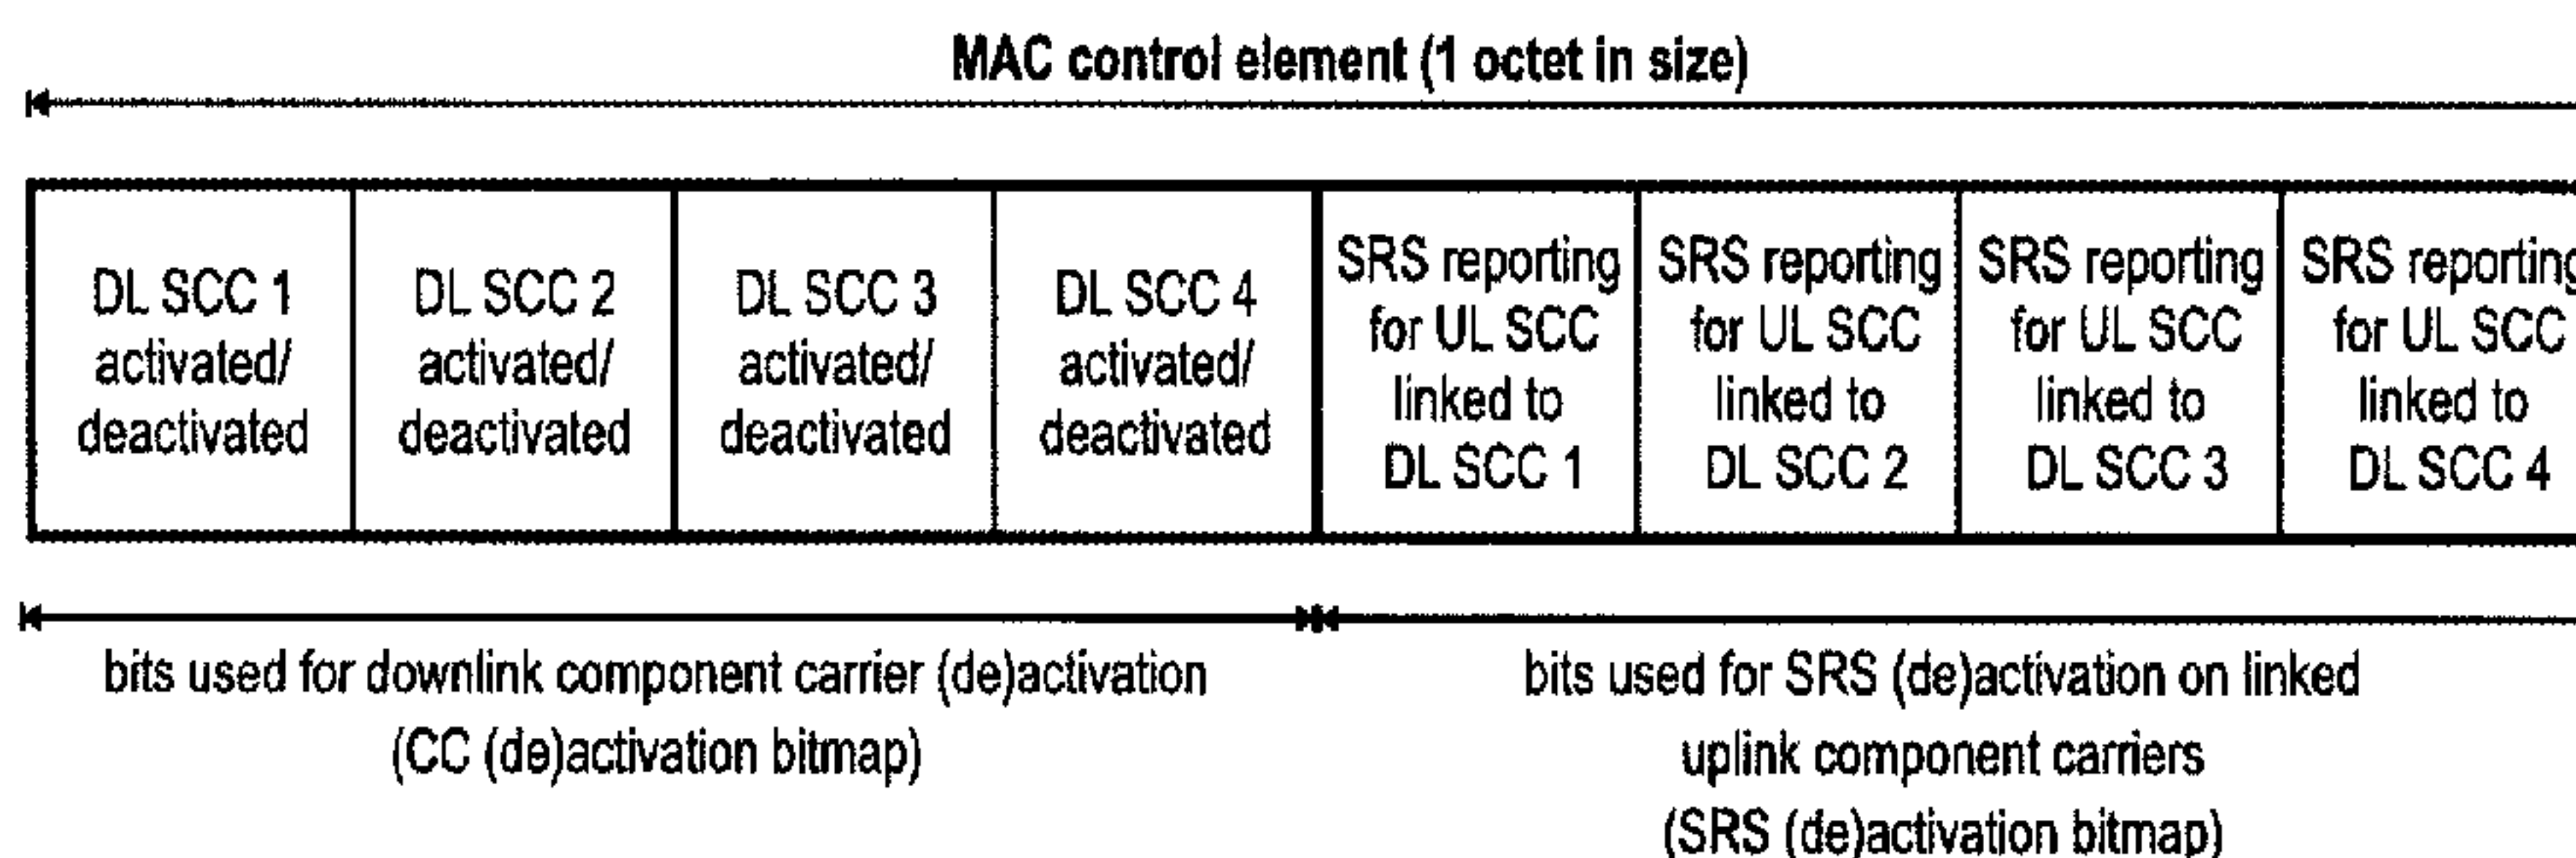 MAC control element (1 octet in size)
DL SCC 1
activated/
deactivated
DL SCC 2
activated/
deactivated
DL SCC 3
activated/
deactivated
DL SCC 4
activated/
deactivated
SRS reporting
for UL SCC
linked to
DL SCC 1
SRS reporting
for UL SCC
linked to
DL SCC 2
SRS reporting
for UL SCC
linked to
DL SCC 3
SRS reporting
for UL SCC
linked to
DL SCC 4
bits used for downlink component carrier (de)activation
(CC (de)activation bitmap)
bits used for SRS (de)activation on linked
uplink component carriers
(SRS (de)activation bitmap)